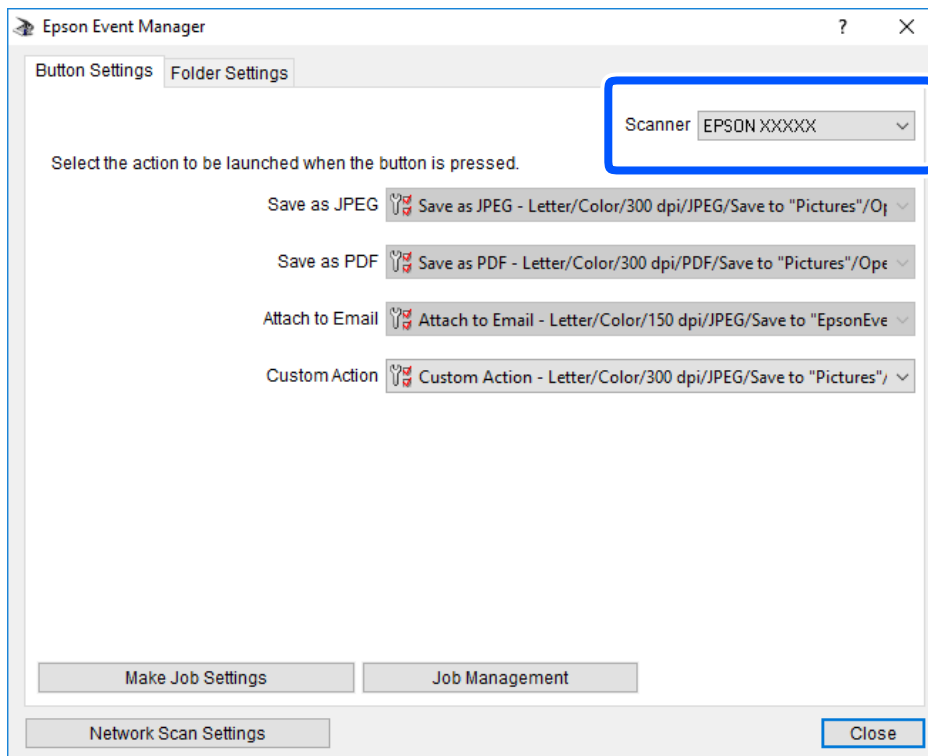 Epson Event Manager ?
Button Settings Folder Settings
Scanner EPSON XXXXX
Select the action to be launched when the button is pressed.
Save as JPEG Save as JPEG - Letter/Color/300 dpi/JPEG/Save to "Pictures"/Op
Save as PDF Save as PDF - Letter/Color/300 dpi/PDF/Save to "Pictures"/Ope
Attach to Email Attach to Email - Letter/Color/150 dpi/JPEG/Save to "EpsonEve
Custom Action Custom Action - Letter/Color/300 dpi/JPEG/Save to "Pictures"/
Make Job Settings Job Management
Network Scan Settings Close